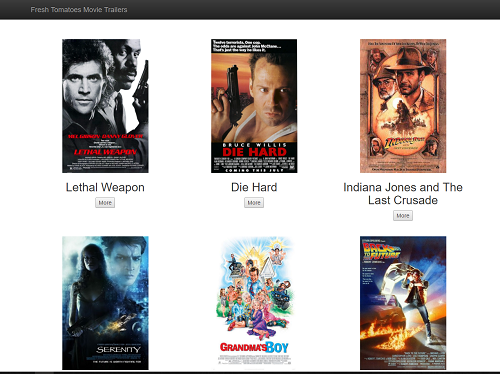 Fresh Tomatoes Movie Trailers
Twelve terrorists. One cop.
The odds are against John McClane...
That's just the way he likes it.
MEL GIBSON DANNY GLOVER
LETHAL WEAPON
BRUCE WILLIS
DIE HARD
COMING THIS JULY
Lethal Weapon
Die Hard
Indiana Jones and The
Last Crusade
More
More
More
SERENITY
GRANDMA'S
BOY
BACK
TO THE
FUTURE